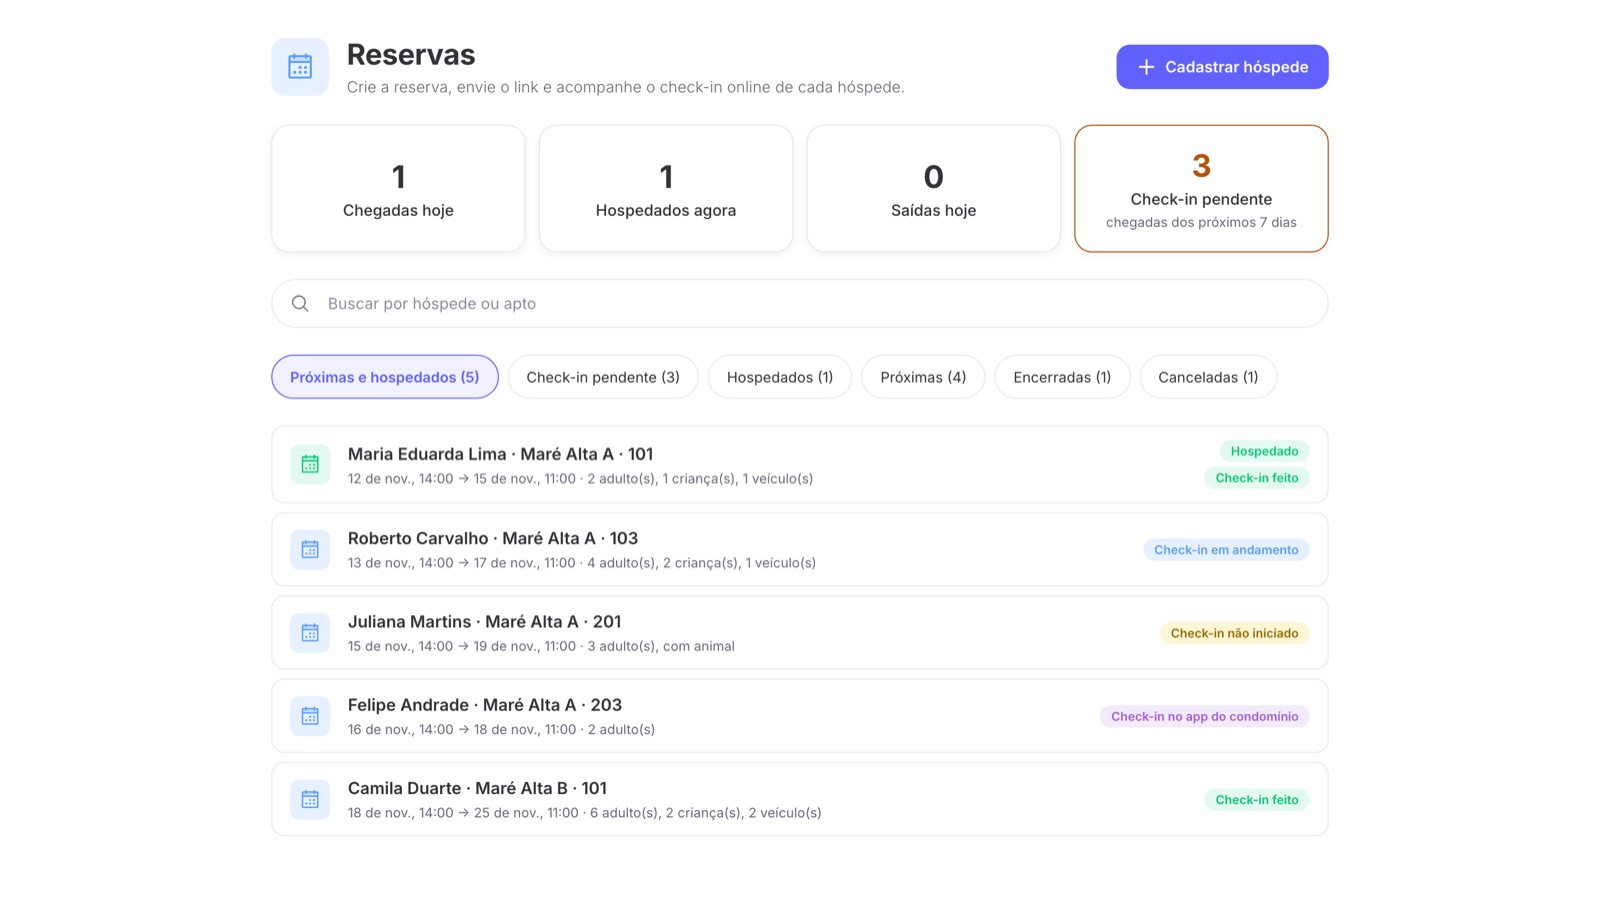 Reservas
Crie a reserva, envie o link e acompanhe o check-in online de cada hóspede.
Cadastrar hóspede
1
Chegadas hoje
1
Hospedados agora
0
Saídas hoje
3
Check-in pendente
chegadas dos próximos 7 dias
Buscar por hóspede ou apto
Próximas e hospedados (5)
Check-in pendente (3)
Hospedados (1)
Próximas (4)
Encerradas (1)
Canceladas (1)
Maria Eduarda Lima · Maré Alta A · 101
12 de nov., 14:00 → 15 de nov., 11:00 · 2 adulto(s), 1 criança(s), 1 veículo(s)
Hospedado
Check-in feito
Roberto Carvalho · Maré Alta A · 103
13 de nov., 14:00 → 17 de nov., 11:00 · 4 adulto(s), 2 criança(s), 1 veículo(s)
Check-in em andamento
Juliana Martins · Maré Alta A · 201
15 de nov., 14:00 → 19 de nov., 11:00 · 3 adulto(s), com animal
Check-in não iniciado
Felipe Andrade · Maré Alta A · 203
16 de nov., 14:00 → 18 de nov., 11:00 · 2 adulto(s)
Check-in no app do condomínio
Camila Duarte · Maré Alta B · 101
18 de nov., 14:00 → 25 de nov., 11:00 · 6 adulto(s), 2 criança(s), 2 veículo(s)
Check-in feito